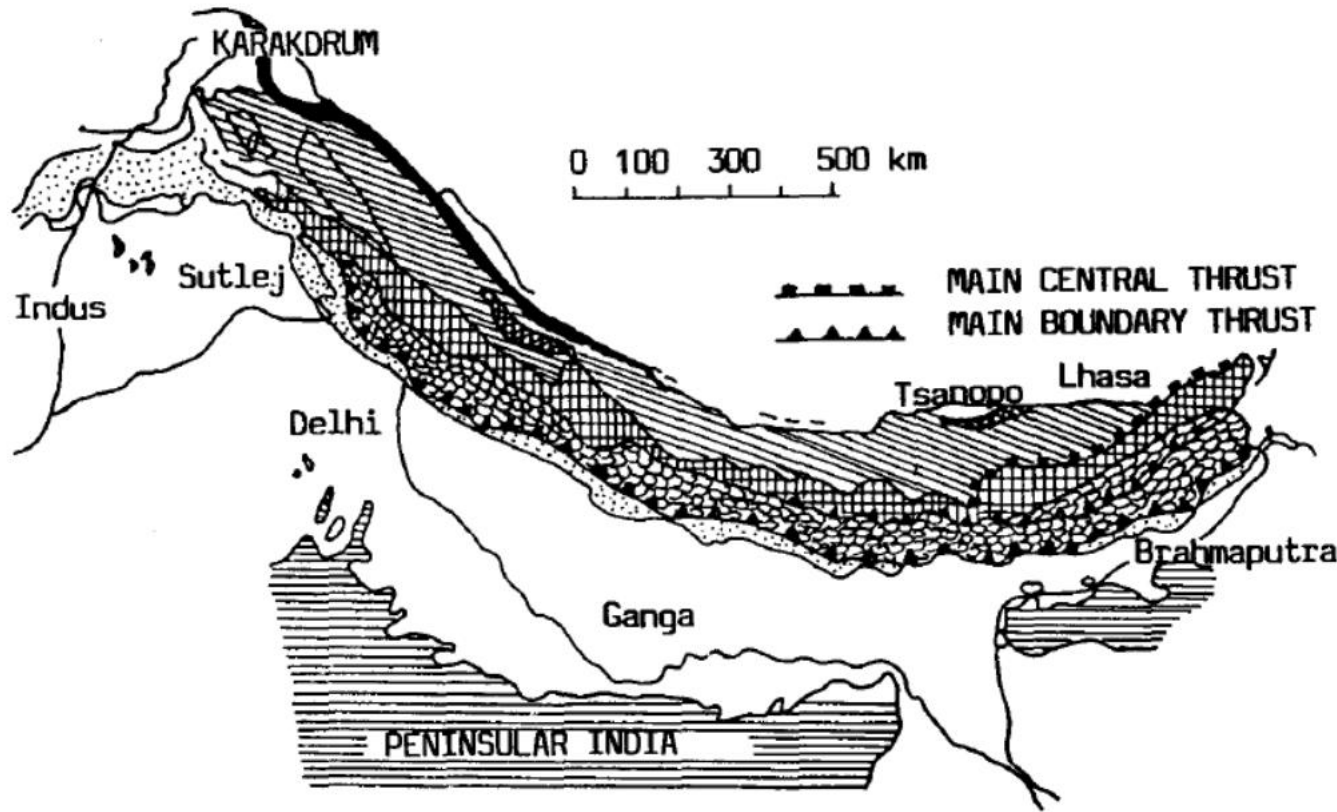 KARAKDRUM
0 100 300 500 km
Sutlej
Indus
MAIN CENTRAL THRUST
MAIN BOUNDARY THRUST
Lhasa
Tsanopo
Delhi
Brahmaputra
Ganga
PENINSULAR INDIA